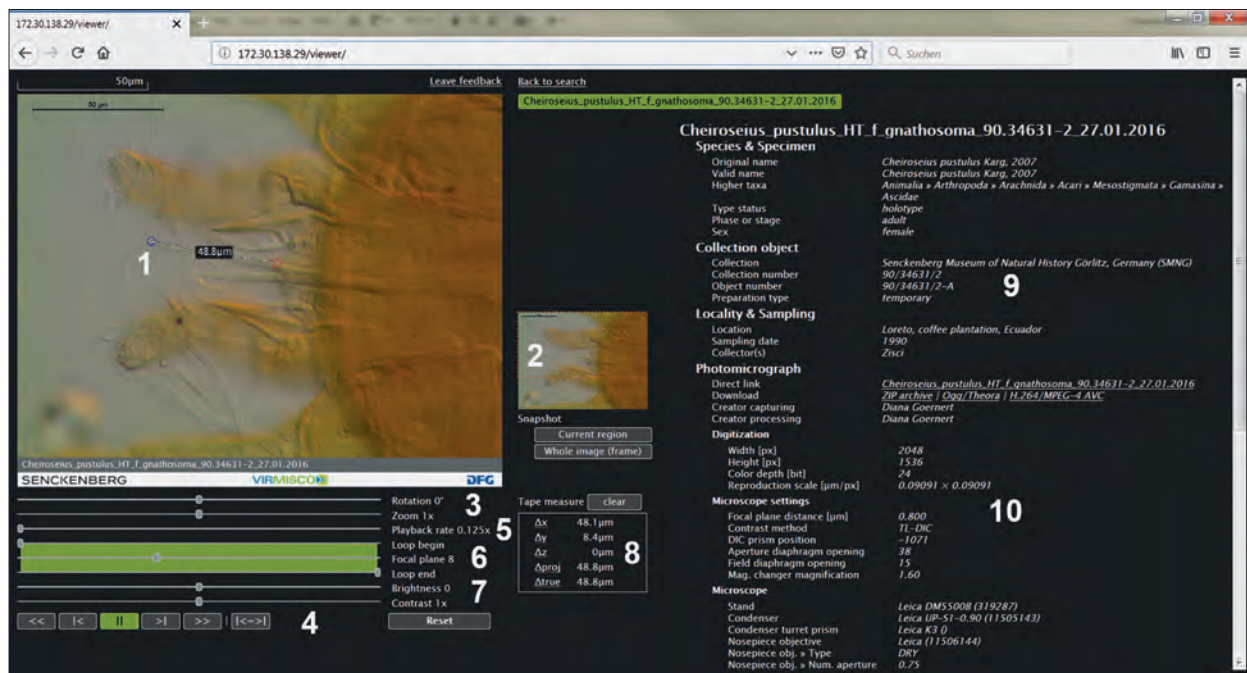 172.30.138.29/viewer/
172.30.138.29/viewer/
Suchen
50µm
Leave feedback
Back to search
50 µm
Cheiroseius_pustulus_HT_f_gnathosoma_90.34631-2_27.01.2016
1
48.8µm
Cheiroseius_pustulus_HT_f_gnathosoma_90.34631-2_27.01.2016
SENCKENBERG
VIRMISCO
DFG
Rotation 0°
3
Zoom 1x
Playback rate 0.125x
5
Loop begin
Focal plane 8
6
Loop end
Brightness 0
7
Contrast 1x
<< |< || >| >> |<->|
4
Reset
2
Snapshot
Current region
Whole image (frame)
Tape measure clear
Δx 48.1µm
Δy 8.4µm
Δz 0µm
8
Δproj 48.8µm
Δtrue 48.8µm
Cheiroseius_pustulus_HT_f_gnathosoma_90.34631-2_27.01.2016
Species & Specimen
Original name Cheiroseius pustulus Karg, 2007
Valid name Cheiroseius pustulus Karg, 2007
Higher taxa Animalia » Arthropoda » Arachnida » Acari » Mesostigmata » Gamasina »
Ascidae
Type status holotype
Phase or stage adult
Sex female
Collection object
Collection Senckenberg Museum of Natural History Görlitz, Germany (SMNG)
Collection number 90/34631/2
Object number 90/34631/2-A
9
Preparation type temporary
Locality & Sampling
Location Loreto, coffee plantation, Ecuador
Sampling date 1990
Collector(s) Zisci
Photomicrograph
Direct link Cheiroseius_pustulus_HT_f_gnathosoma_90.34631-2_27.01.2016
Download ZIP archive | Ogg/Theora | H.264/MPEG-4 AVC
Creator capturing Diana Goernert
Creator processing Diana Goernert
Digitization
Width [px] 2048
Height [px] 1536
Color depth [bit] 24
Reproduction scale [µm/px] 0.09091 × 0.09091
Microscope settings
10
Focal plane distance [µm] 0.800
Contrast method TL-DIC
DIC prism position -1071
Aperture diaphragm opening 38
Field diaphragm opening 15
Mag. changer magnification 1.60
Microscope
Stand Leica DM5500B (319287)
Condenser Leica UP-S1-0.90 (11505143)
Condenser turret prism Leica K3 ()
Nosepiece objective Leica (11506144)
Nosepiece obj. » Type DRY
Nosepiece obj. » Num. aperture 0.75